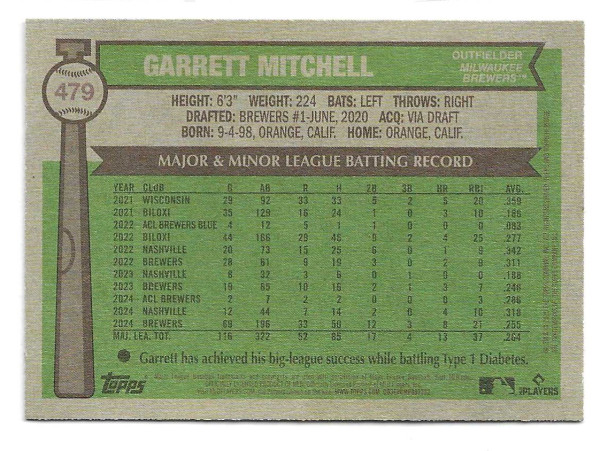 GARRETT MITCHELL
OUTFIELDER
MILWAUKEE
BREWERS™
479
HEIGHT: 6'3" WEIGHT: 224 BATS: LEFT THROWS: RIGHT
DRAFTED: BREWERS #1-JUNE, 2020 ACQ: VIA DRAFT
BORN: 9-4-98, ORANGE, CALIF. HOME: ORANGE, CALIF.
MAJOR & MINOR LEAGUE BATTING RECORD
YEAR CLUB G AB R H 2B 3B HR RBI AVG.
2021 WISCONSIN 29 92 33 33 5 2 5 20 .359
2021 BILOXI 35 129 16 24 1 0 3 10 .186
2022 ACL BREWERS BLUE 4 12 5 1 1 0 0 0 .083
2022 BILOXI 44 166 29 46 9 2 4 25 .277
2022 NASHVILLE 20 73 15 25 6 0 1 9 .342
2022 BREWERS 28 61 9 19 3 0 2 9 .311
2023 NASHVILLE 8 32 3 6 0 1 0 .188
2023 BREWERS 19 65 2 1 3 7 .246
2024 ACL BREWERS 2 7 2 2 0 0 0 .286
2024 NASHVILLE 12 44 7 14 2 0 4 10 .318
2024 BREWERS 69 196 33 50 12 3 8 21 .255
MAJ. LEA. TOT. 116 322 52 85 17 4 13 37 .264
Garrett has achieved his big-league success while battling Type 1 Diabetes.
topps
MLB PLAYERS